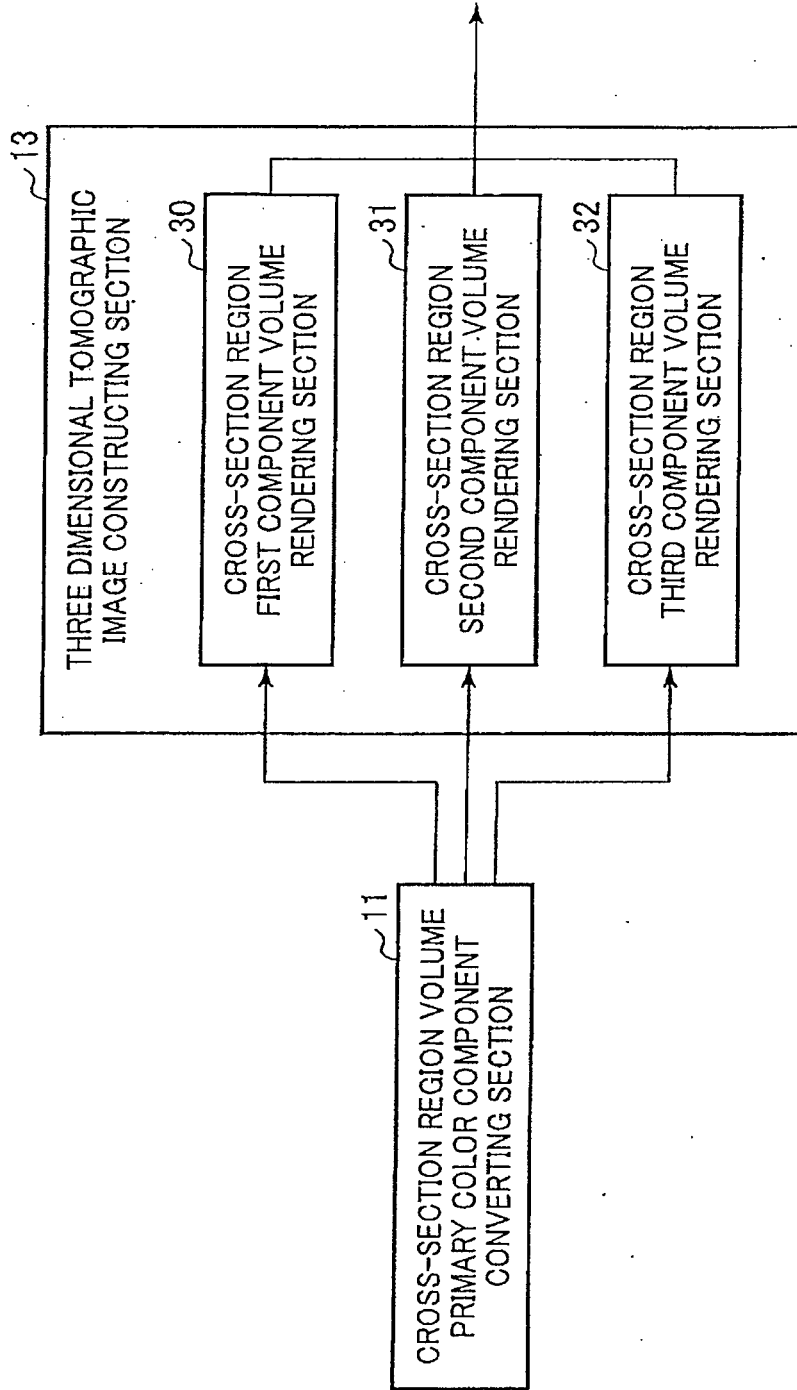 13
THREE DIMENSIONAL TOMOGRAPHIC
IMAGE CONSTRUCTING SECTION
30
CROSS-SECTION REGION
FIRST COMPONENT VOLUME
RENDERING SECTION
31
CROSS-SECTION REGION
SECOND COMPONENT VOLUME
RENDERING SECTION
32
CROSS-SECTION REGION
THIRD COMPONENT VOLUME
RENDERING SECTION
11
CROSS-SECTION REGION VOLUME
PRIMARY COLOR COMPONENT
CONVERTING SECTION